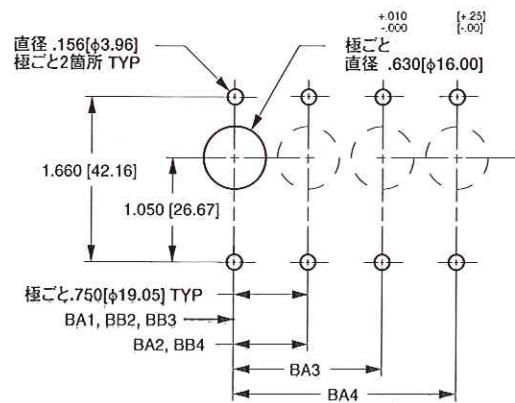 +.010 [+.25]
-.000 [-.00]
直径 .156[φ3.96]
極ごと2箇所 TYP
極ごと
直径 .630[φ16.00]
1.660 [42.16]
1.050 [26.67]
極ごと.750[φ19.05] TYP
BA1, BB2, BB3
BA2, BB4
BA3
BA4